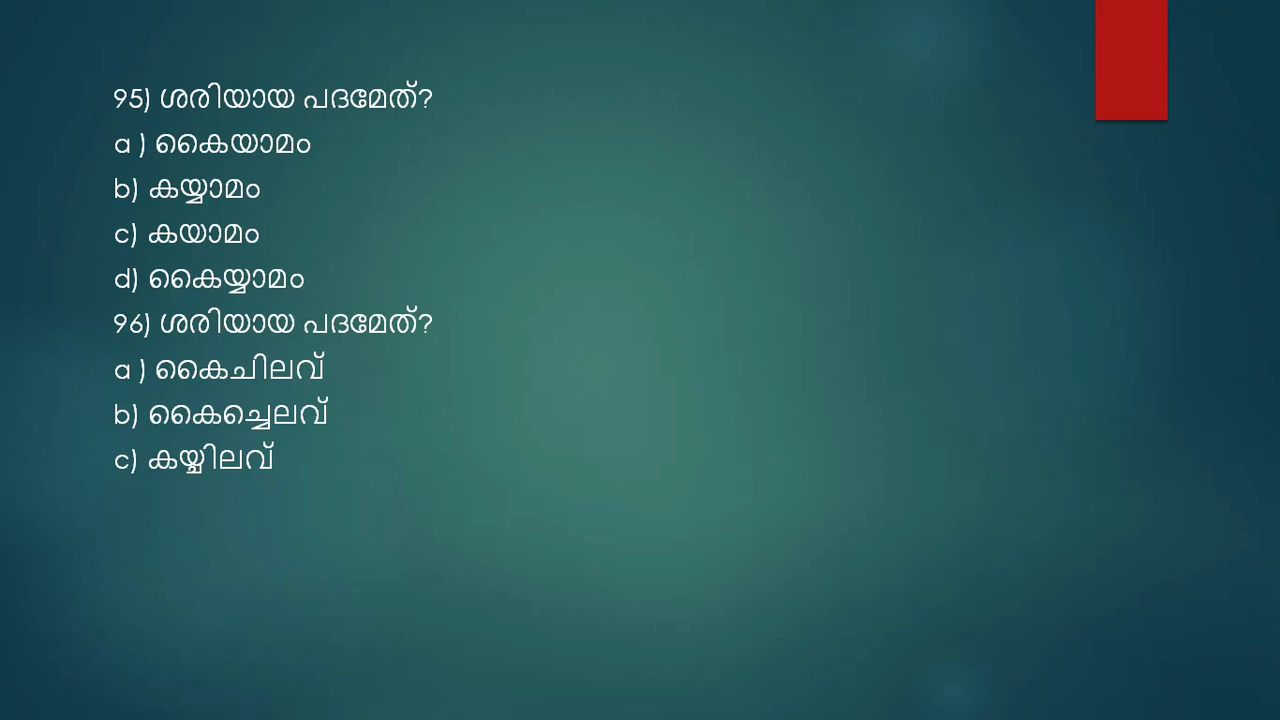 95) ശരിയായ പദമേത്?
a ) കൈയാമം
b) കയ്യാമം
c) കയാമം
d) കൈയ്യാമം
96) ശരിയായ പദമേത്?
a ) കൈചിലവ്
b) കൈച്ചെലവ്
c) കയ്ചിലവ്